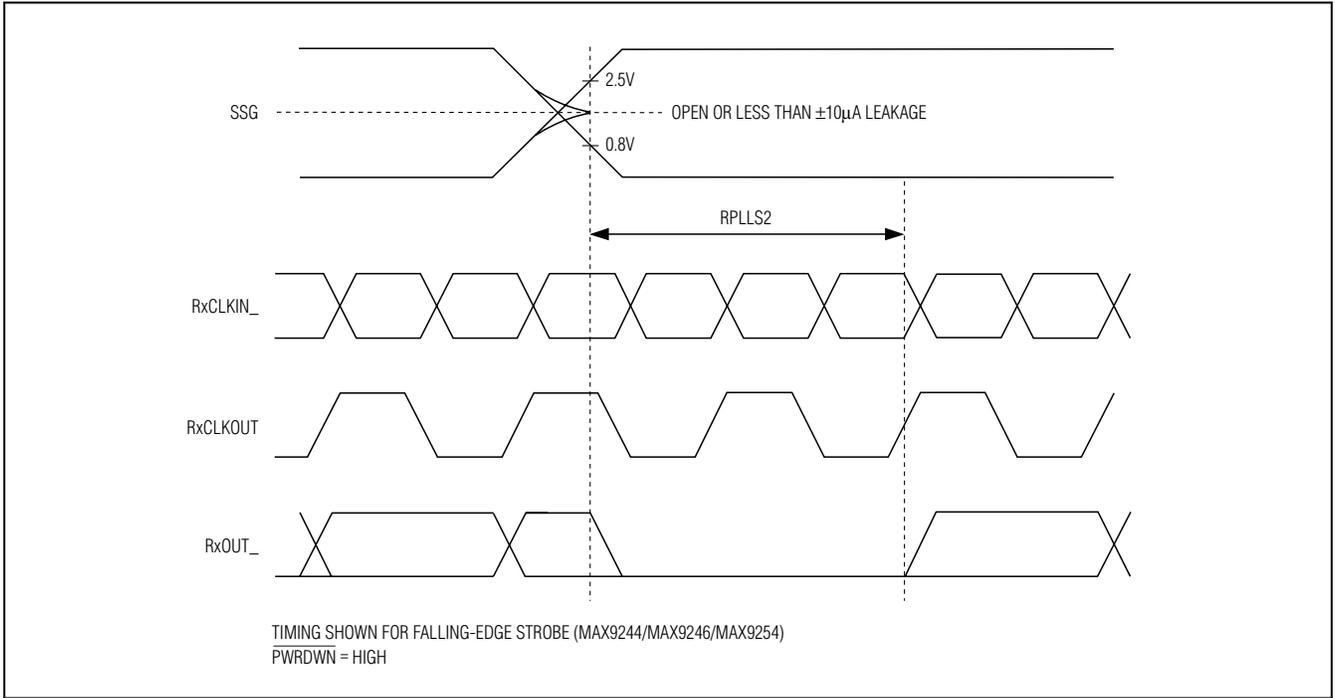 2.5V
SSG
OPEN OR LESS THAN ±10µA LEAKAGE
0.8V
RPLLS2
RxCLKIN_
RxCLKOUT
RxOUT_
TIMING SHOWN FOR FALLING-EDGE STROBE (MAX9244/MAX9246/MAX9254)
PWRDWN = HIGH